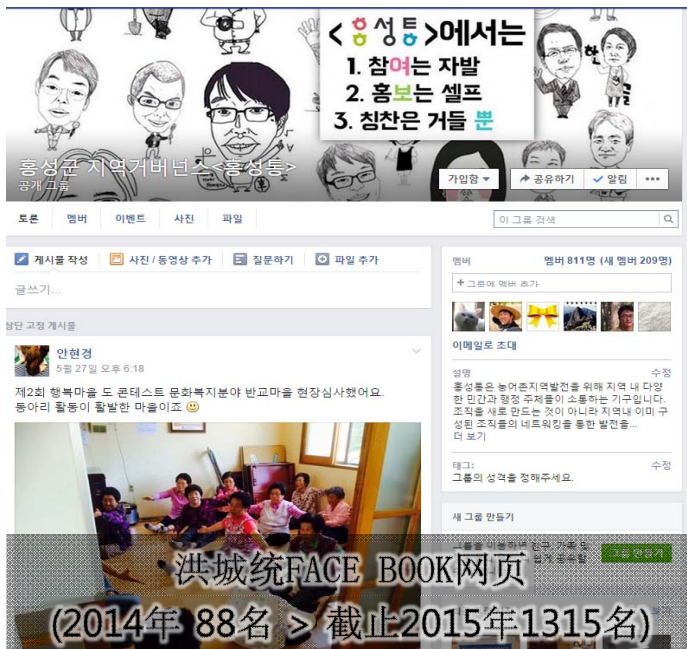 <홍성통>에서는
1. 참여는 자발
2. 홍보는 셀프
3. 칭찬은 거들 뿐
홍성군 지역거버넌스<홍성통>
공개 그룹
가입함 공유하기 알림
토론 멤버 이벤트 사진 파일
이 그룹 검색
게시물 작성 사진 / 동영상 추가 질문하기 파일 추가
글쓰기...
상단 고정 게시물
안현경
5월 27일 오후 6:18
제2회 행복마을 도 콘테스트 문화복지분야 반교마을 현장심사했어요.
동아리 활동이 활발한 마을이죠
멤버 멤버 811명 (새 멤버 209명)
+ 그룹에 멤버 추가
이메일로 초대
설명 수정
홍성통은 농어촌지역발전을 위해 지역 내 다양
한 민간과 행정 주체들이 소통하는 기구입니다.
조직을 새로 만드는 것이 아니라 지역내 이미 구
성된 조직들의 네트워킹을 통한 발전을...
더 보기
태그: 수정
그룹의 성격을 정해주세요.
새 그룹 만들기
그룹 만들기
洪城统FACE BOOK网页
(2014年 88名 > 截止2015年1315名)